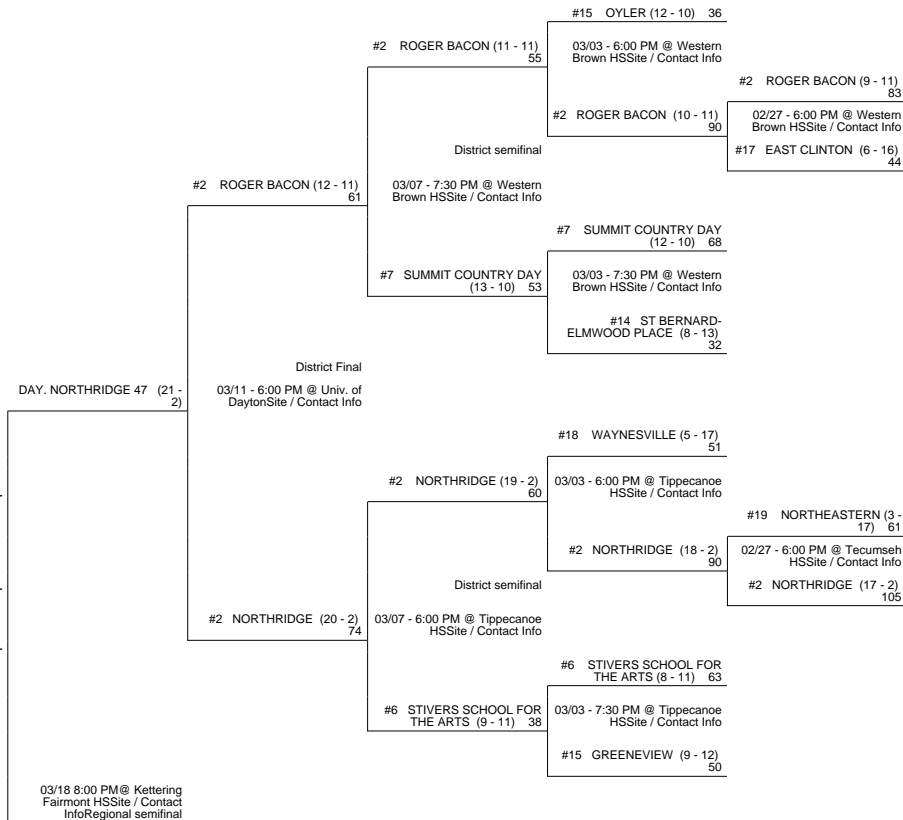 #15 OYLER (12 - 10) 36
#2 ROGER BACON (11 - 11)
55
03/03 - 6:00 PM @ Western
Brown HSSite / Contact Info
#2 ROGER BACON (9 - 11)
83
#2 ROGER BACON (10 - 11)
90
02/27 - 6:00 PM @ Western
Brown HSSite / Contact Info
#17 EAST CLINTON (6 - 16)
44
District semifinal
#2 ROGER BACON (12 - 11)
61
03/07 - 7:30 PM @ Western
Brown HSSite / Contact Info
#7 SUMMIT COUNTRY DAY
(12 - 10) 68
#7 SUMMIT COUNTRY DAY
(13 - 10) 53
03/03 - 7:30 PM @ Western
Brown HSSite / Contact Info
#14 ST BERNARD-
ELMWOOD PLACE (8 - 13)
32
District Final
DAY. NORTHRIDGE 47 (21 -
2)
03/11 - 6:00 PM @ Univ. of
DaytonSite / Contact Info
#18 WAYNESVILLE (5 - 17)
51
#2 NORTHRIDGE (19 - 2)
60
03/03 - 6:00 PM @ Tippecanoe
HSSite / Contact Info
#19 NORTHEASTERN (3 -
17) 61
#2 NORTHRIDGE (18 - 2)
90
02/27 - 6:00 PM @ Tecumseh
HSSite / Contact Info
#2 NORTHRIDGE (17 - 2)
105
District semifinal
#2 NORTHRIDGE (20 - 2)
74
03/07 - 6:00 PM @ Tippecanoe
HSSite / Contact Info
#6 STIVERS SCHOOL FOR
THE ARTS (8 - 11) 63
#6 STIVERS SCHOOL FOR
THE ARTS (9 - 11) 38
03/03 - 7:30 PM @ Tippecanoe
HSSite / Contact Info
#15 GREENEVIEW (9 - 12)
50
03/18 8:00 PM@ Kettering
Fairmont HSSite / Contact
InfoRegional semifinal